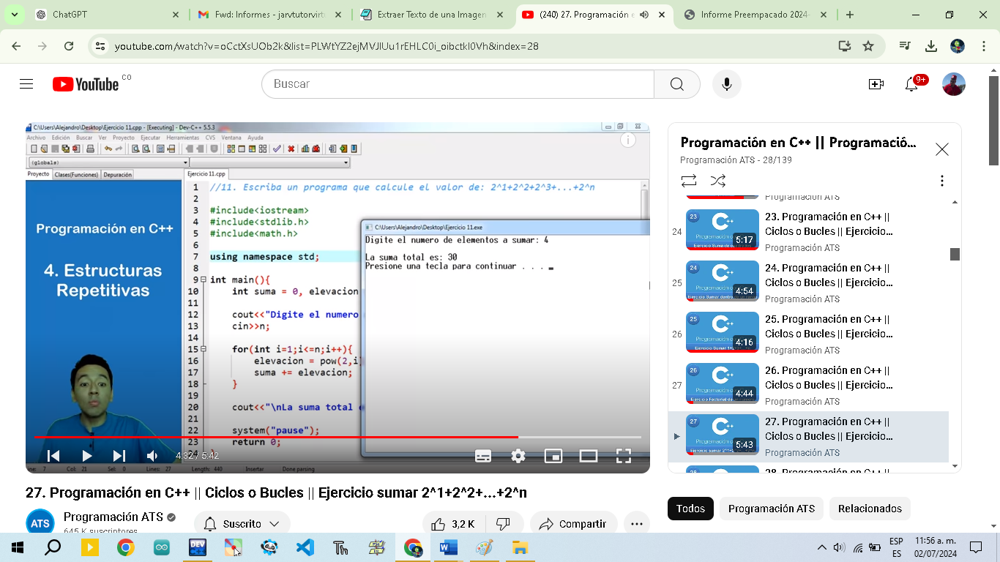 ChatGPT
Fwd: Informes - jarvtutorvirt
Extraer Texto de una Imagen
(240) 27. Programación e
Informe Preempacado 2024-
youtube.com/watch?v=oCctXsUOb2k&list=PLWtYZ2ejMVJlUu1rEHLC0i_oibctkl0Vh&index=28
YouTube CO
Buscar
9+
C:\Users\Alejandro\Desktop\Ejercicio 11.cpp - [Executing] - Dev-C++ 5.5.3
Archivo Edición Buscar Ver Proyecto Ejecutar Herramientas CVS Ventana Ayuda
(globals)
Proyecto Clases(Funciones) Depuración
Ejercicio 11.cpp
Programación en C++
4. Estructuras
Repetitivas
1 //11. Escriba un programa que calcule el valor de: 2^1+2^2+2^3+...+2^n
2
3 #include<iostream>
4 #include<stdlib.h>
5 #include<math.h>
6
7 using namespace std;
8
9 int main(){
10 int suma = 0, elevacion
11
12 cout<<"Digite el numero
13 cin>>n;
14
15 for(int i=1;i<=n;i++){
16 elevacion = pow(2,i)
17 suma += elevacion;
18 }
19
20 cout<<"\nLa suma total e
21
22 system("pause");
23 return 0;
C:\Users\Alejandro\Desktop\Ejercicio 11.exe
Digite el numero de elementos a sumar: 4
La suma total es: 30
Presione una tecla para continuar . . .
4:32 / 5:42
7 Col: 21 Sel: 0 Lines: 27 Length: 440 Insertar Done parsing
27. Programación en C++ || Ciclos o Bucles || Ejercicio sumar 2^1+2^2+...+2^n
ATS
Programación ATS
645 K suscriptores
Suscrito
3,2 K
Compartir
Programación en C++ || Programació...
Programación ATS - 28/139
Programación ATS
24
23
C++
5:17
23. Programación en C++ ||
Ciclos o Bucles || Ejercicio...
Programación ATS
25
24
C++
4:54
24. Programación en C++ ||
Ciclos o Bucles || Ejercicio...
Programación ATS
26
25
C++
4:16
25. Programación en C++ ||
Ciclos o Bucles || Ejercicio...
Programación ATS
27
26
C++
4:44
26. Programación en C++ ||
Ciclos o Bucles || Ejercicio...
Programación ATS
27
C++
5:43
27. Programación en C++ ||
Ciclos o Bucles || Ejercicio...
Programación ATS
28
28. Programación en C++ ||
Todos
Programación ATS
Relacionados
DEV
ESP
ES
11:56 a. m.
02/07/2024